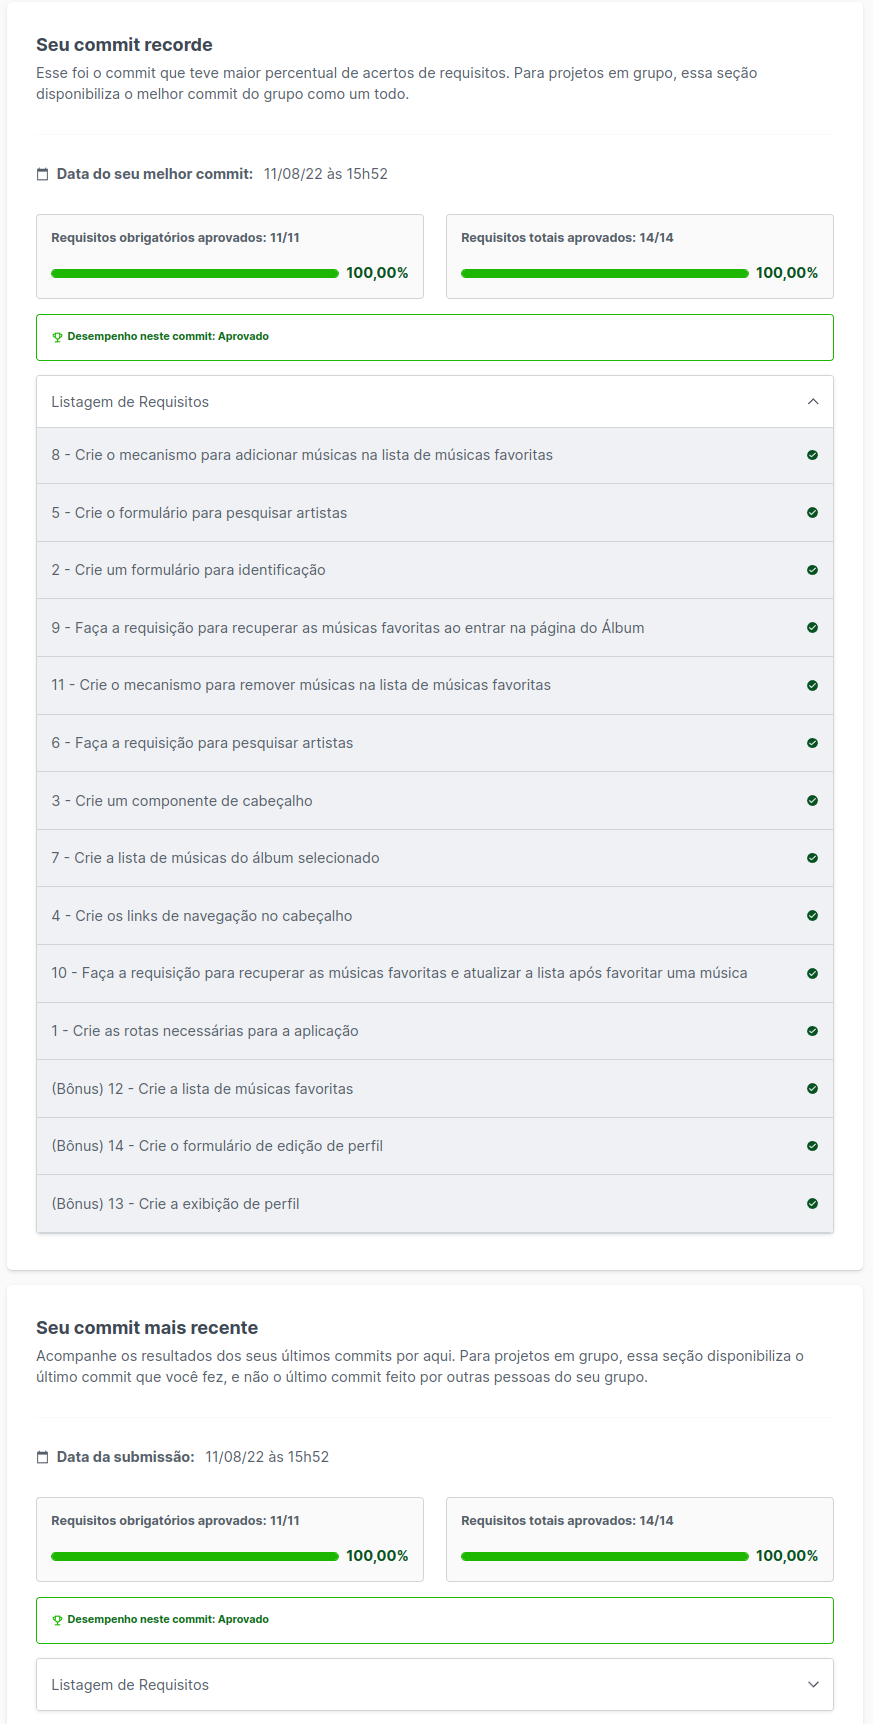 Seu commit recorde
Esse foi o commit que teve maior percentual de acertos de requisitos. Para projetos em grupo, essa seção
disponibiliza o melhor commit do grupo como um todo.
Data do seu melhor commit: 11/08/22 às 15h52
Requisitos obrigatórios aprovados: 11/11
100,00%
Requisitos totais aprovados: 14/14
100,00%
Desempenho neste commit: Aprovado
Listagem de Requisitos
8 - Crie o mecanismo para adicionar músicas na lista de músicas favoritas
5 - Crie o formulário para pesquisar artistas
2 - Crie um formulário para identificação
9 - Faça a requisição para recuperar as músicas favoritas ao entrar na página do Álbum
11 - Crie o mecanismo para remover músicas na lista de músicas favoritas
6 - Faça a requisição para pesquisar artistas
3 - Crie um componente de cabeçalho
7 - Crie a lista de músicas do álbum selecionado
4 - Crie os links de navegação no cabeçalho
10 - Faça a requisição para recuperar as músicas favoritas e atualizar a lista após favoritar uma música
1 - Crie as rotas necessárias para a aplicação
(Bônus) 12 - Crie a lista de músicas favoritas
(Bônus) 14 - Crie o formulário de edição de perfil
(Bônus) 13 - Crie a exibição de perfil
Seu commit mais recente
Acompanhe os resultados dos seus últimos commits por aqui. Para projetos em grupo, essa seção disponibiliza o
último commit que você fez, e não o último commit feito por outras pessoas do seu grupo.
Data da submissão: 11/08/22 às 15h52
Requisitos obrigatórios aprovados: 11/11
100,00%
Requisitos totais aprovados: 14/14
100,00%
Desempenho neste commit: Aprovado
Listagem de Requisitos